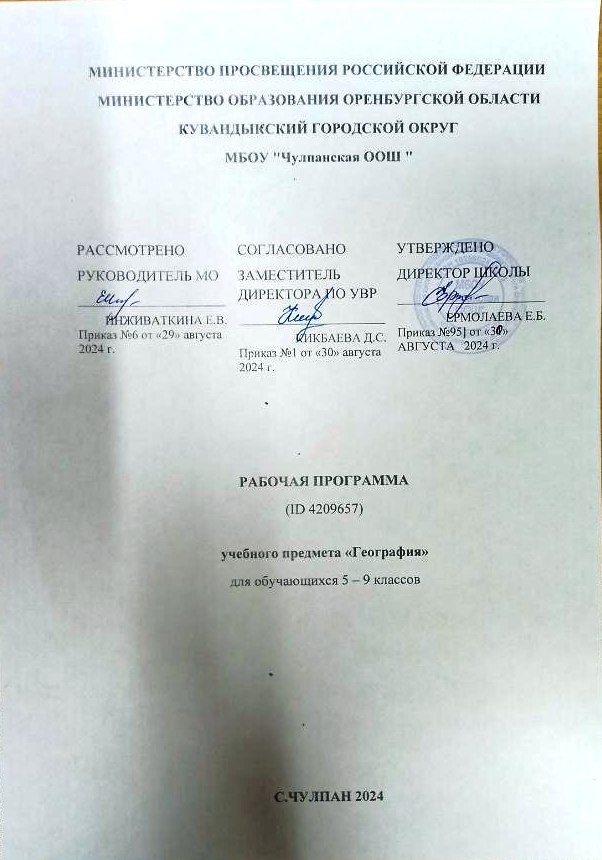 МИНИСТЕРСТВО ПРОСВЕЩЕНИЯ РОССИЙСКОЙ ФЕДЕРАЦИИ
МИНИСТЕРСТВО ОБРАЗОВАНИЯ ОРЕНБУРГСКОЙ ОБЛАСТИ
КУВАНДЫКСКИЙ ГОРОДСКОЙ ОКРУГ
МБОУ "Чулпанская ООШ "
РАССМОТРЕНО
РУКОВОДИТЕЛЬ МО
ИНЖИВАТКИНА Е.В.
Приказ №6 от «29» августа
2024 г.
СОГЛАСОВАНО
ЗАМЕСТИТЕЛЬ
ДИРЕКТОРА ПО УВР
КИКБАЕВА Д.С.
Приказ №1 от «30» августа
2024 г.
УТВЕРЖДЕНО
ДИРЕКТОР ШКОЛЫ
ЕРМОЛАЕВА Е.Б.
Приказ №95 от «30»
АВГУСТА 2024 г.
РАБОЧАЯ ПРОГРАММА
(ID 4209657)
учебного предмета «География»
для обучающихся 5 – 9 классов
С.ЧУЛПАН 2024